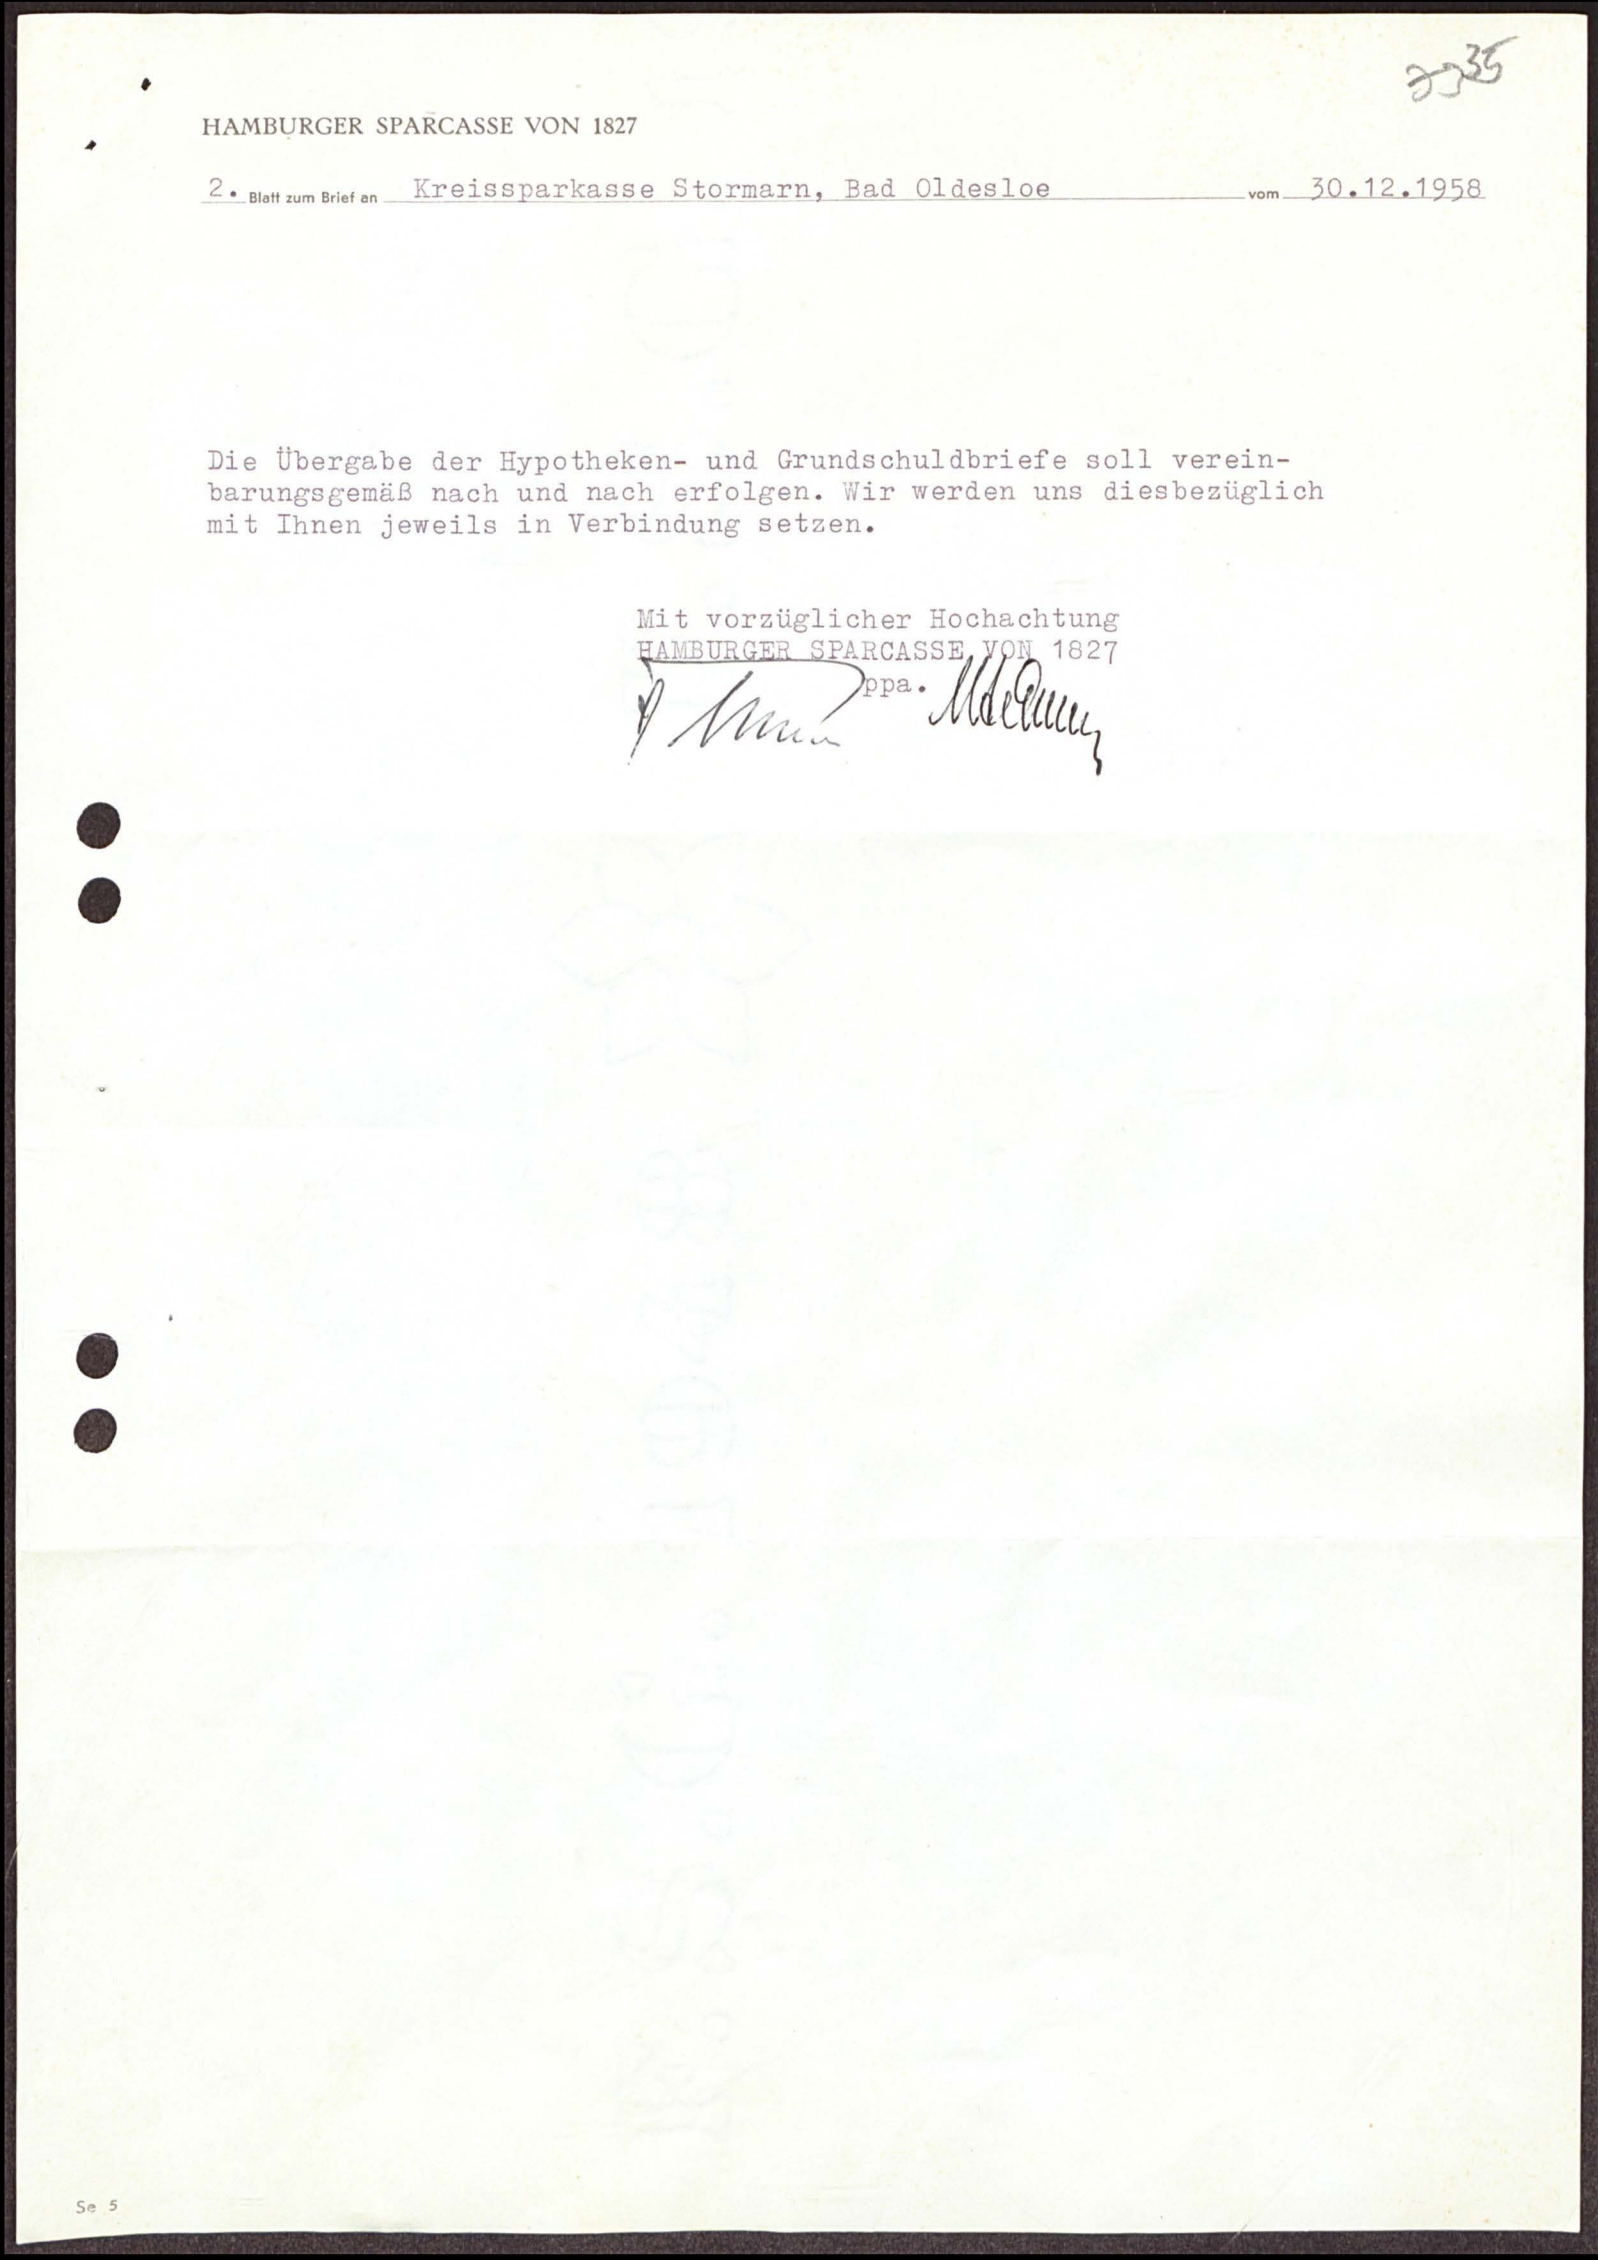 35
HAMBURGER SPARCASSE VON 1827
2. Blatt zum Brief an Kreissparkasse Stormarn, Bad Oldesloe vom 30.12.1958
Die Übergabe der Hypotheken- und Grundschuldbriefe soll verein-
barungsgemäß nach und nach erfolgen. Wir werden uns diesbezüglich
mit Ihnen jeweils in Verbindung setzen.
Mit vorzüglicher Hochachtung
HAMBURGER SPARCASSE VON 1827
ppa.
Se 5